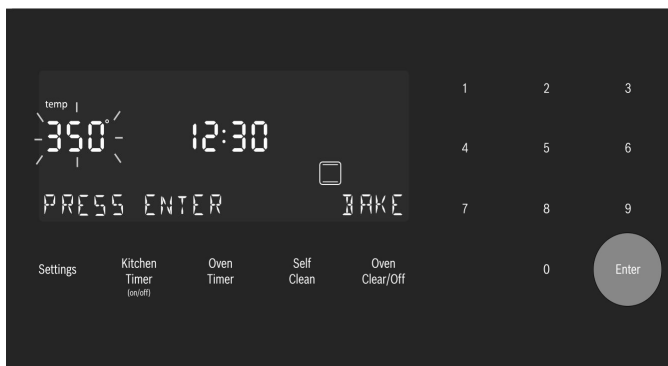 temp
350° 12:30
PRESS ENTER BAKE
Settings
Kitchen
Timer
(on/off)
Oven
Timer
Self
Clean
Oven
Clear/Off
1 2 3
4 5 6
7 8 9
0 Enter